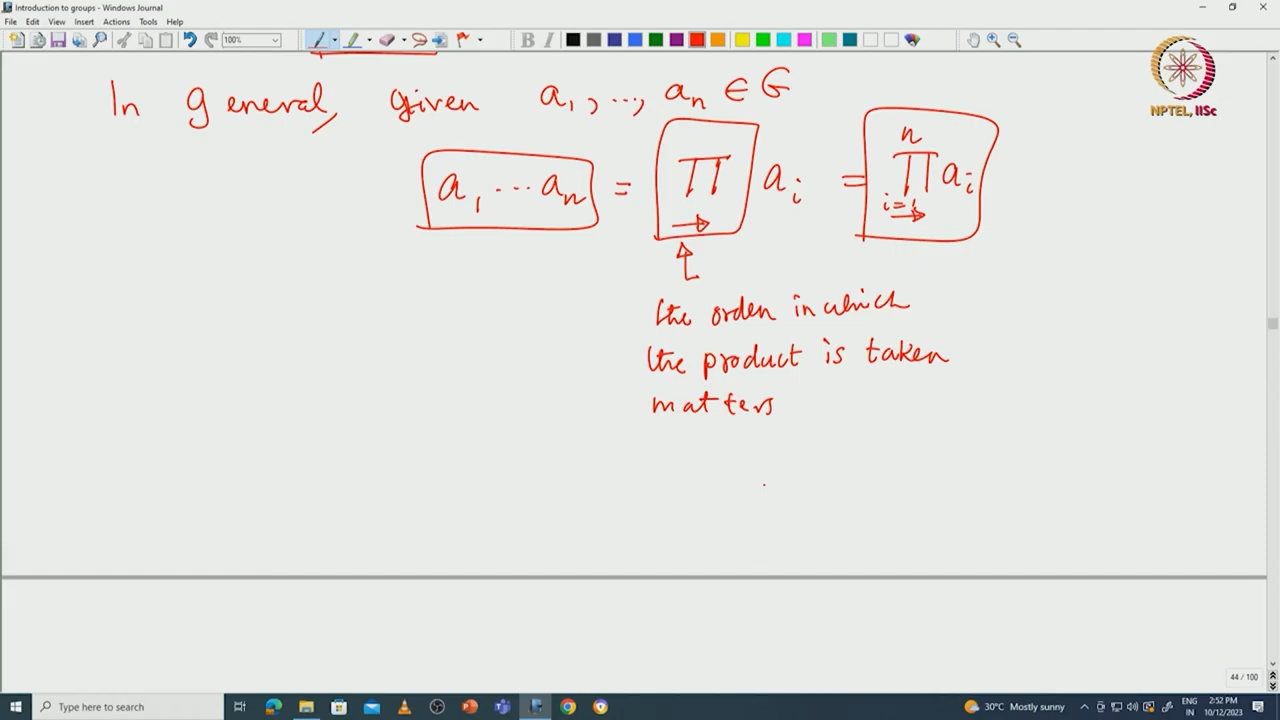 Introduction to groups - Windows Journal
File Edit View Insert Actions Tools Help
100%
NPTEL, IISc
In general, given a₁, ..., aₙ ∈ G
a₁ ... aₙ = ∏ aᵢ = n ∏ aᵢ
→ i=1 →
the order in which
the product is taken
matters
44 / 100
Type here to search
30°C Mostly sunny
ENG
IN
2:52 PM
10/12/2023